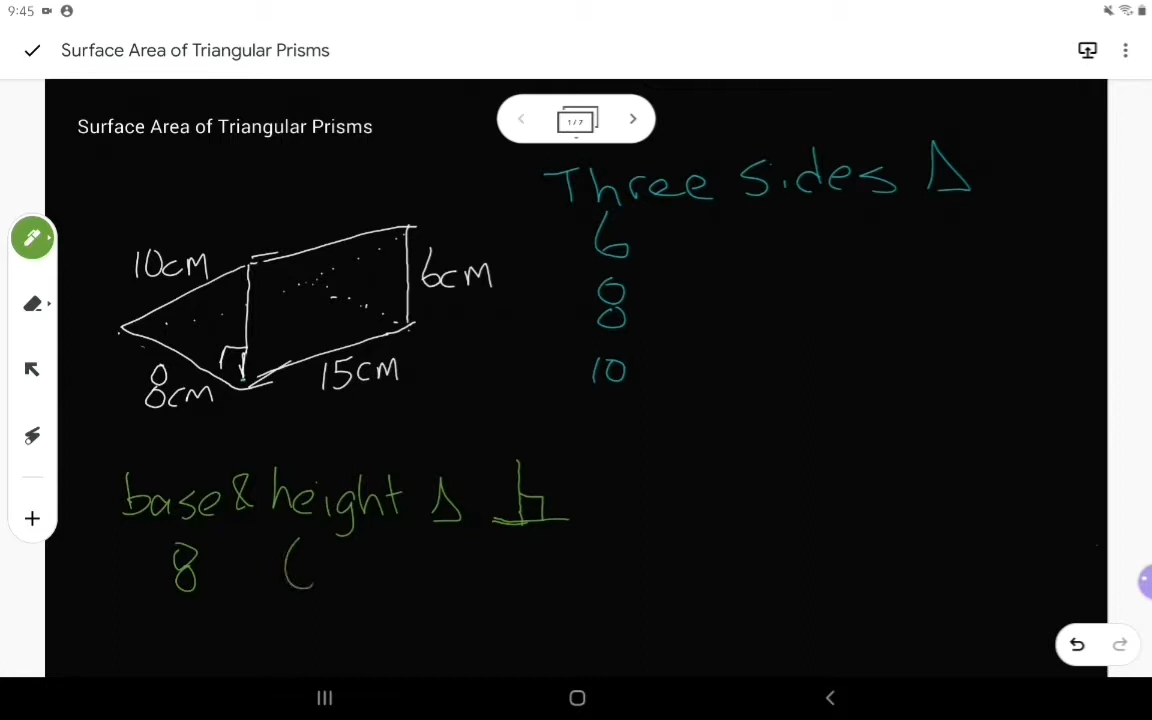 9:45
Surface Area of Triangular Prisms
1/7
Surface Area of Triangular Prisms
Three sides Δ
6
8
10
10cm
6cm
15cm
8cm
base & height Δ
8